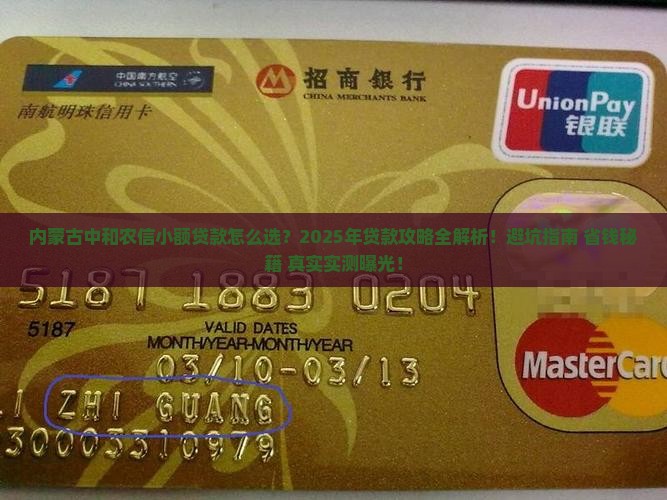 中国南方航空
CHINA SOUTHERN
南航明珠信用卡
招商銀行
CHINA MERCHANTS BANK
UnionPay
银联
内蒙古中和农信小额贷款怎么选？2025年贷款攻略全解析！避坑指南 省钱秘
籍 真实实测曝光！
5187 1883 0204
5187
VALID DATES
MONTH/YEAR-MONTH/YEAR
03/10-03/13
MasterCar
ZHI GUANG
30003310979